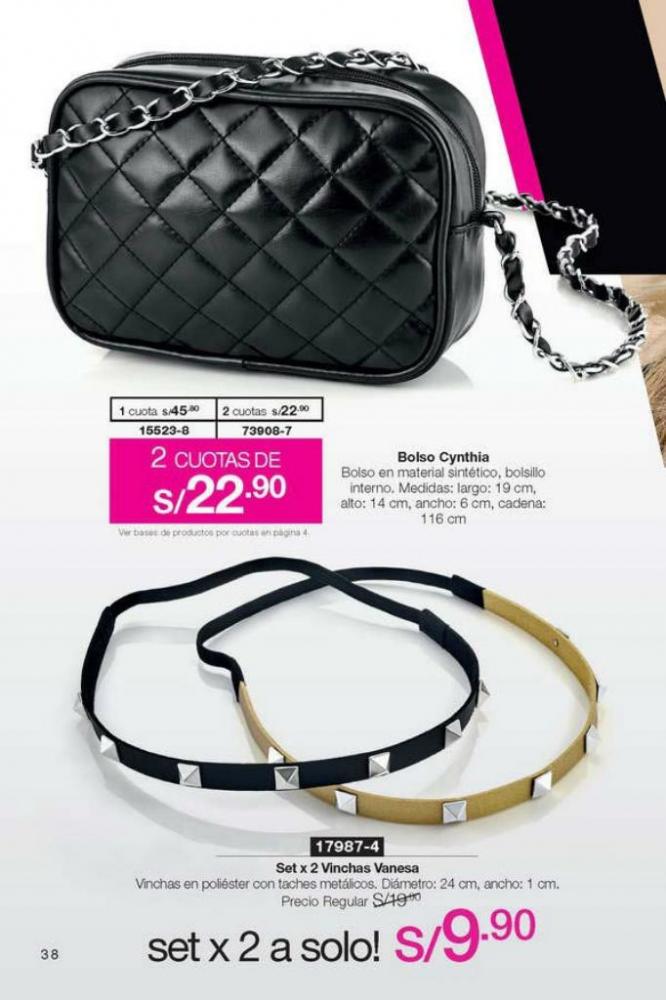 1 cuota s/45.80 2 cuotas s/22.90
15523-8 73908-7
2 CUOTAS DE
S/22.90
Ver bases de productos por cuotas en página 4.
Bolso Cynthia
Bolso en material sintético, bolsillo
interno. Medidas: largo: 19 cm,
alto: 14 cm, ancho: 6 cm, cadena:
116 cm
17987-4
Set x 2 Vinchas Vanesa
Vinchas en poliéster con taches metálicos. Diámetro: 24 cm, ancho: 1 cm.
Precio Regular S/19.90
set x 2 a solo! S/9.90
38